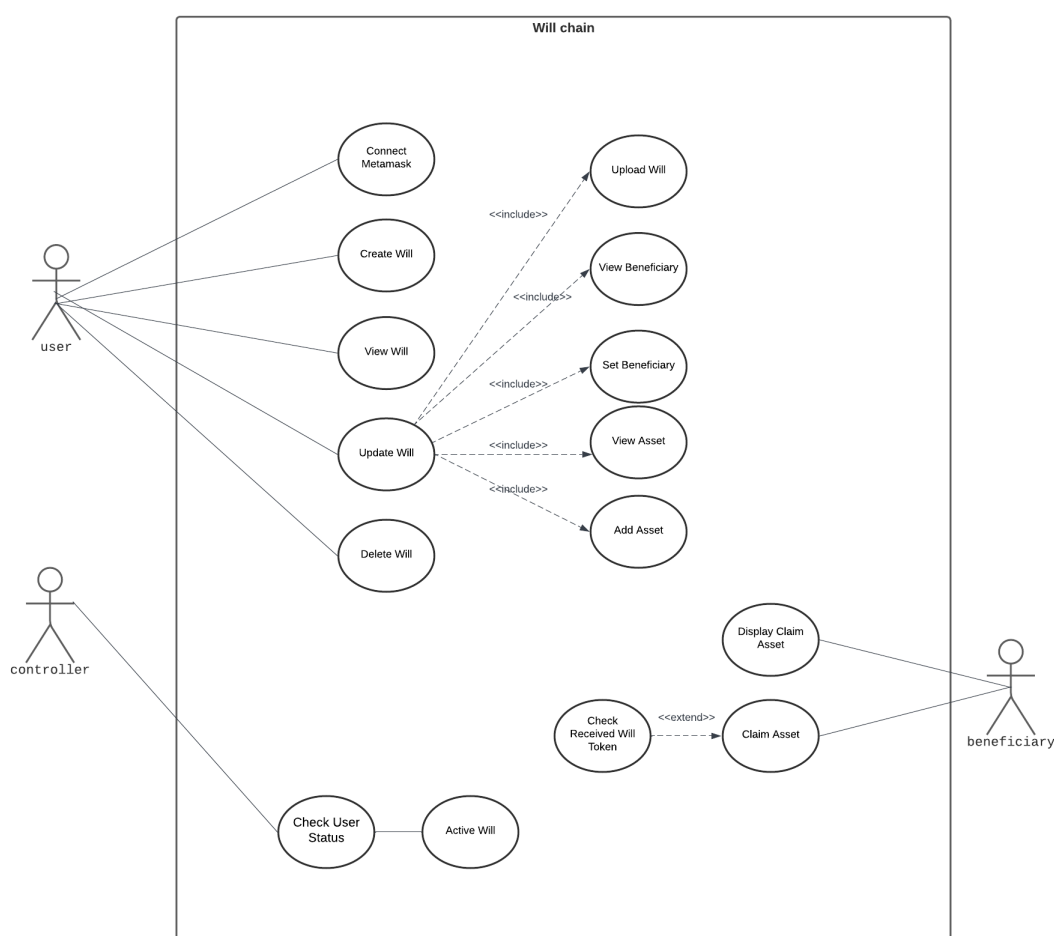 Will chain
Connect
Metamask
Upload Will
<<include>>
Create Will
View Beneficiary
<<include>>
user
View Will
Set Beneficiary
<<include>>
Update Will
<<include>>
View Asset
<<include>>
Add Asset
Delete Will
controller
Display Claim
Asset
Check
Received Will
Token
<<extend>>
Claim Asset
beneficiary
Check User
Status
Active Will